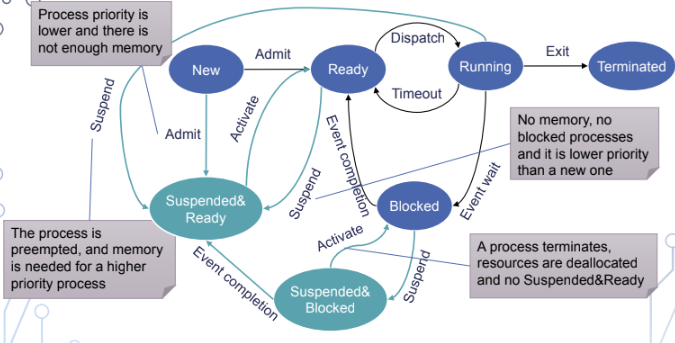 Process priority is
lower and there is
not enough memory
New
Admit
Ready
Dispatch
Timeout
Running
Exit
Terminated
Suspend
Admit
Activate
Suspend
Event completion
Event wait
No memory, no
blocked processes
and it is lower priority
than a new one
Suspended&
Ready
Blocked
The process is
preempted, and memory
is needed for a higher
priority process
Event completion
Activate
Suspend
A process terminates,
resources are deallocated
and no Suspended&Ready
Suspended&
Blocked